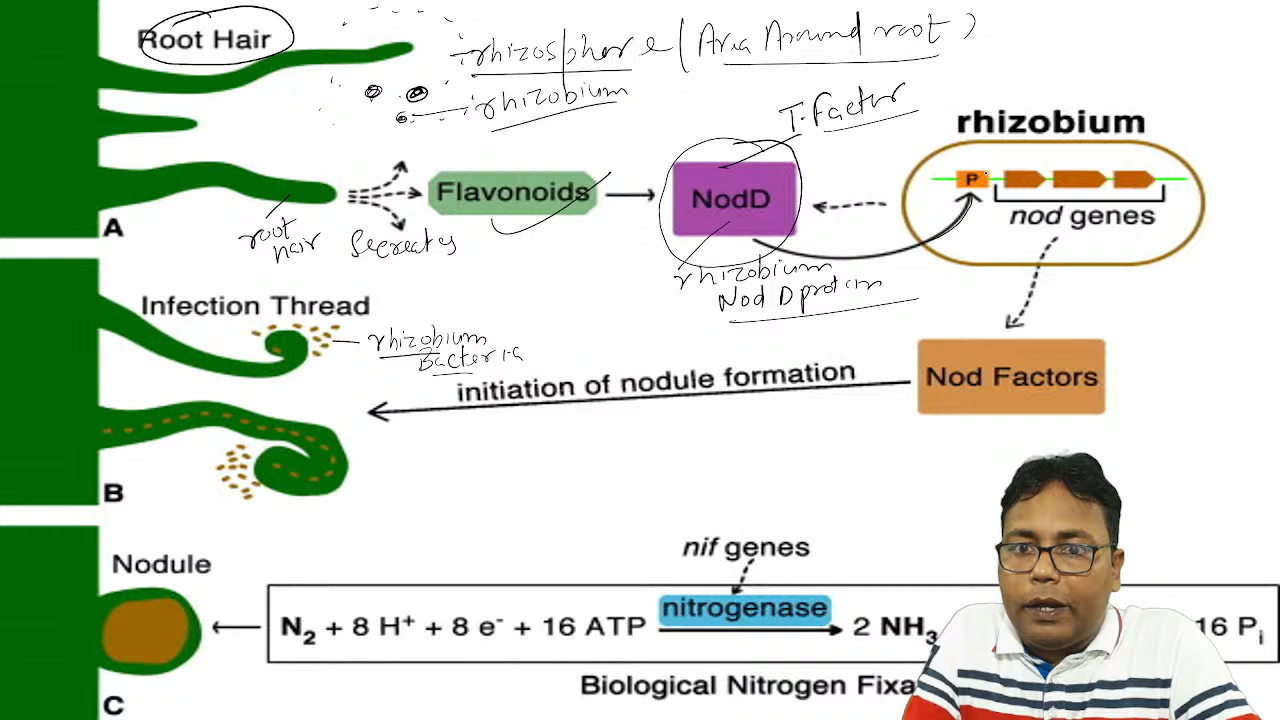 Root Hair
rhizosphere (Area Around root)
rhizobium
T. Factor
rhizobium
Flavonoids
NodD
P
nod genes
A
root hair
Secreates
rhizobium
Nod D protein
Infection Thread
rhizobium
Bacteria
initiation of nodule formation
Nod Factors
B
nif genes
Nodule
nitrogenase
N₂ + 8 H⁺ + 8 e⁻ + 16 ATP
2 NH₃
16 Pᵢ
Biological Nitrogen Fixa
C